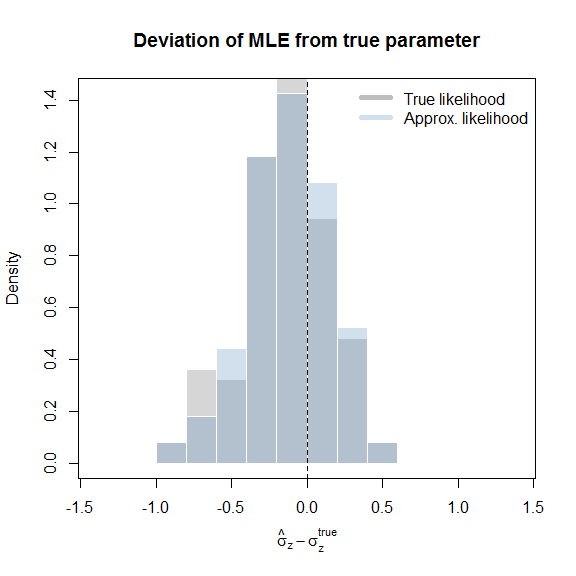 Deviation of MLE from true parameter
True likelihood
Approx. likelihood
Density
0.0 0.2 0.4 0.6 0.8 1.0 1.2 1.4
-1.5 -1.0 -0.5 0.0 0.5 1.0 1.5
σ̂z − σz^true